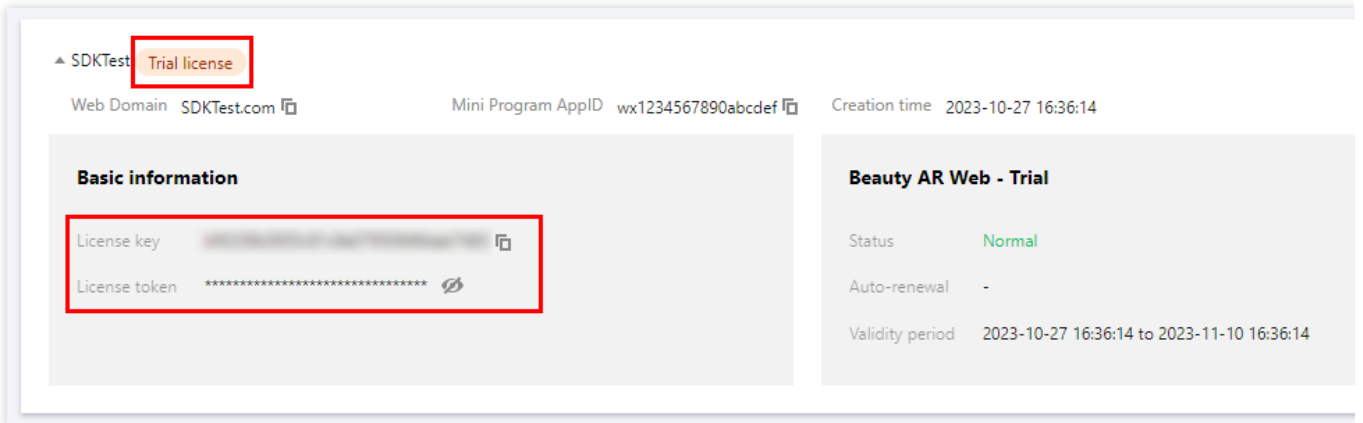 SDKTest Trial license
Web Domain SDKTest.com Mini Program AppID wx1234567890abcdef Creation time 2023-10-27 16:36:14
Basic information
License key
License token ********************************
Beauty AR Web - Trial
Status Normal
Auto-renewal -
Validity period 2023-10-27 16:36:14 to 2023-11-10 16:36:14